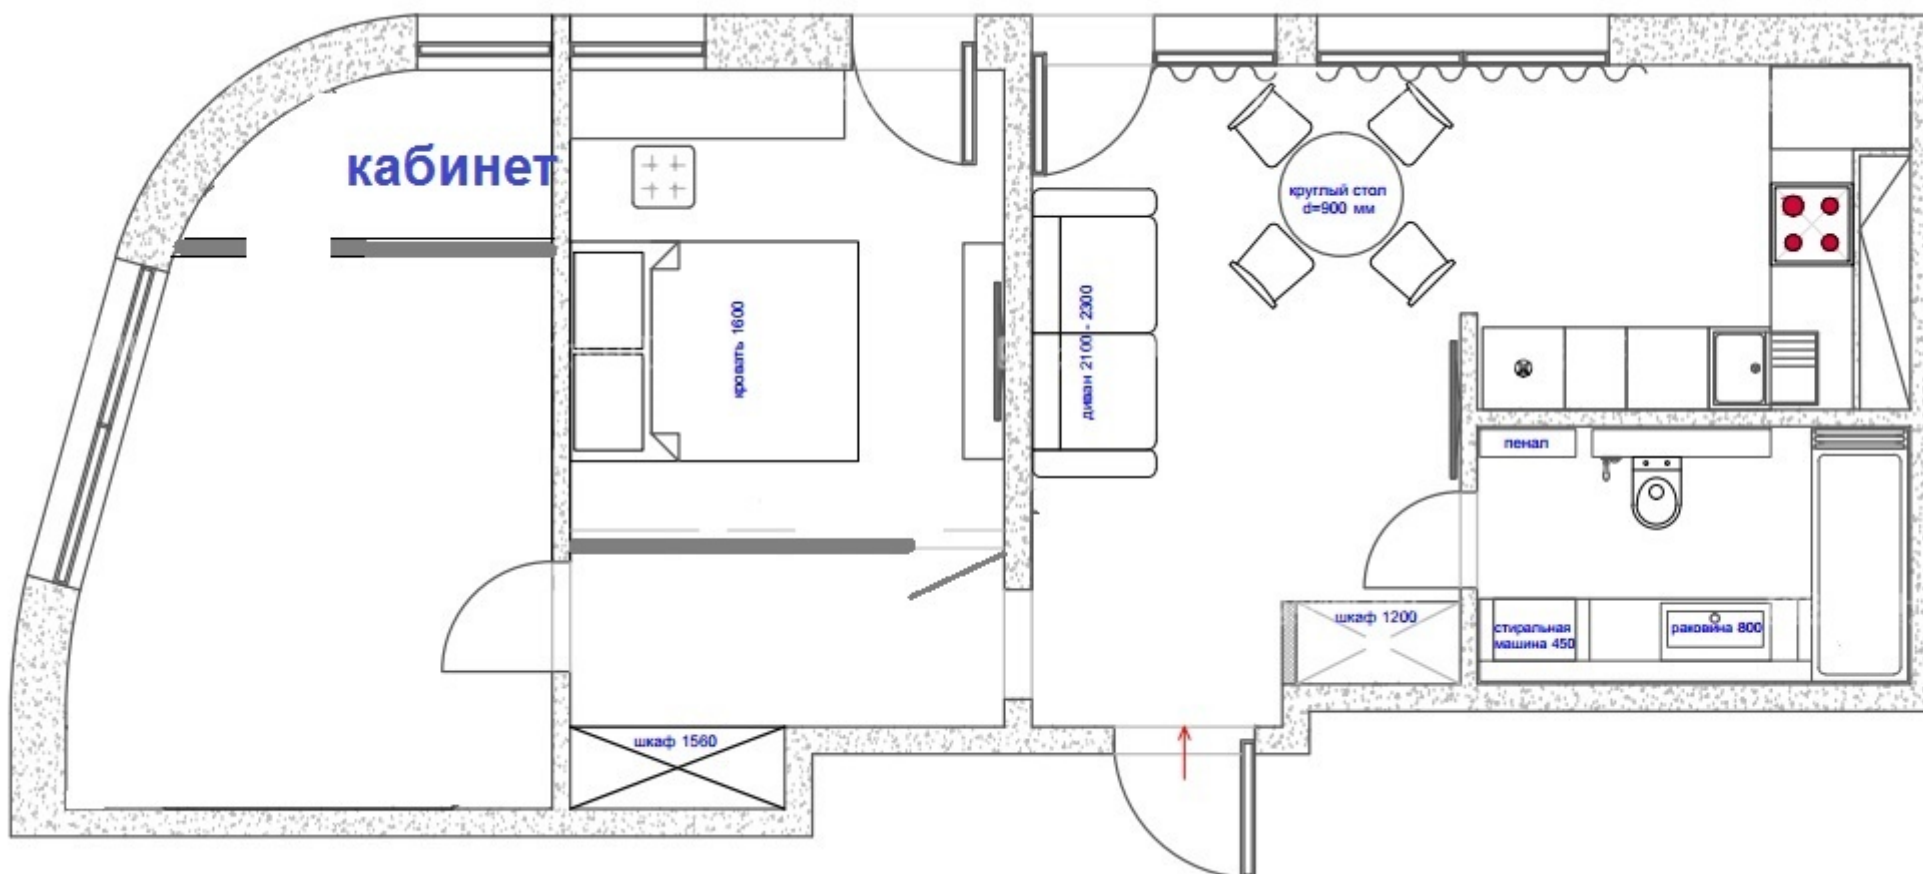 кабинет
круглый стол
d=900 мм
кровать 1600
диван 2100 - 2300
пенал
шкаф 1200
стиральная
машина 450
раковина 800
шкаф 1560